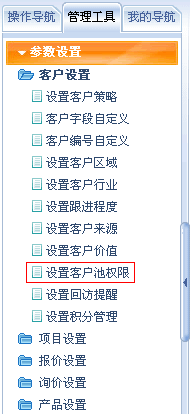 操作导航 管理工具 我的导航
参数设置
客户设置
设置客户策略
客户字段自定义
客户编号自定义
设置客户区域
设置客户行业
设置跟进程度
设置客户来源
设置客户价值
设置客户池权限
设置回访提醒
设置积分管理
项目设置
报价设置
询价设置
产品设置